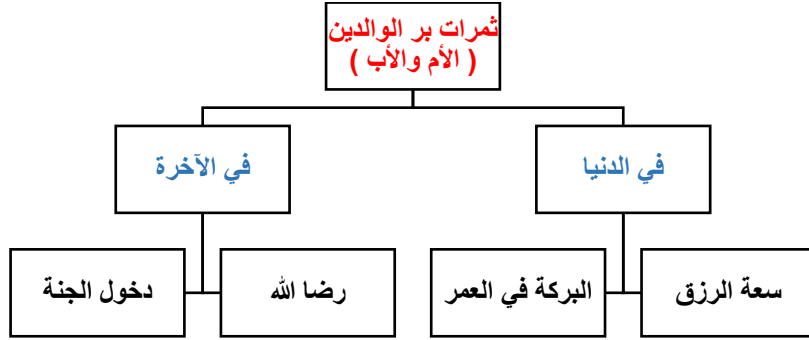 ثمرات بر الوالدين
( الأم والأب )
في الدنيا
في الآخرة
سعة الرزق
البركة في العمر
رضا الله
دخول الجنة